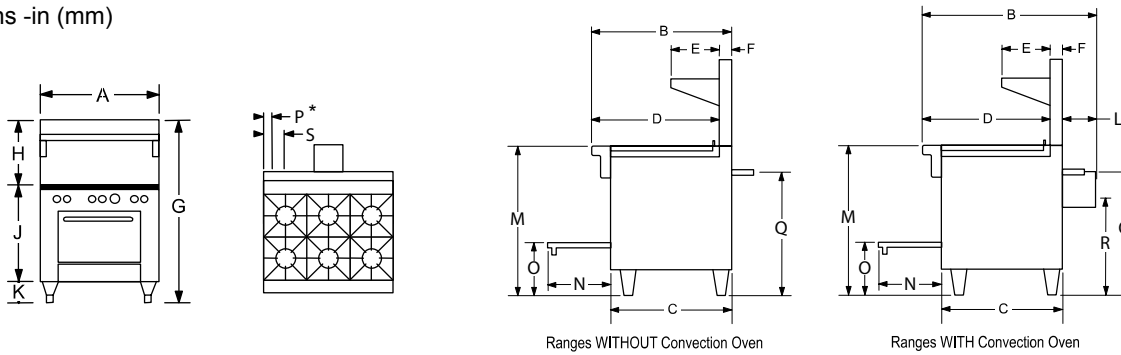 ns -in (mm)
A
H
J
K
G
P*
S
B
E
F
D
M
O
N
C
Q
Ranges WITHOUT Convection Oven
B
E
F
D
L
M
O
N
C
R
Ranges WITH Convection Oven